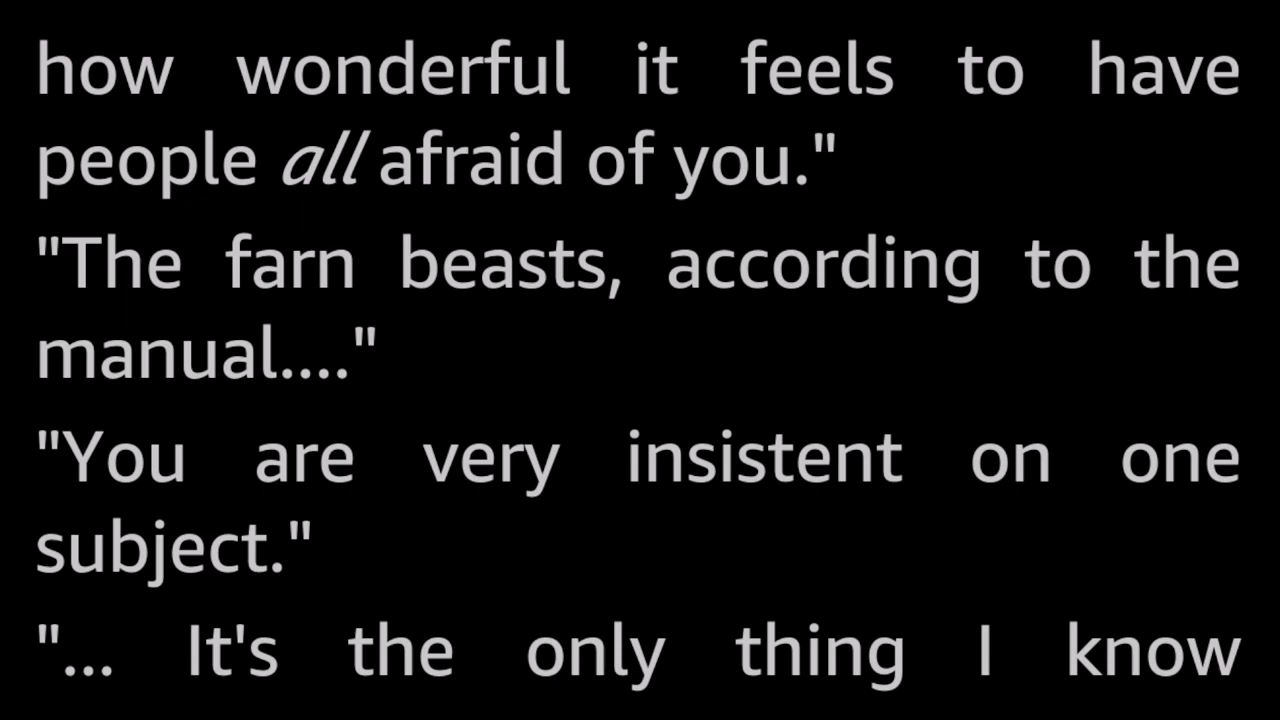 how wonderful it feels to have
people all afraid of you."
"The farn beasts, according to the
manual...."
"You are very insistent on one
subject."
"... It's the only thing I know